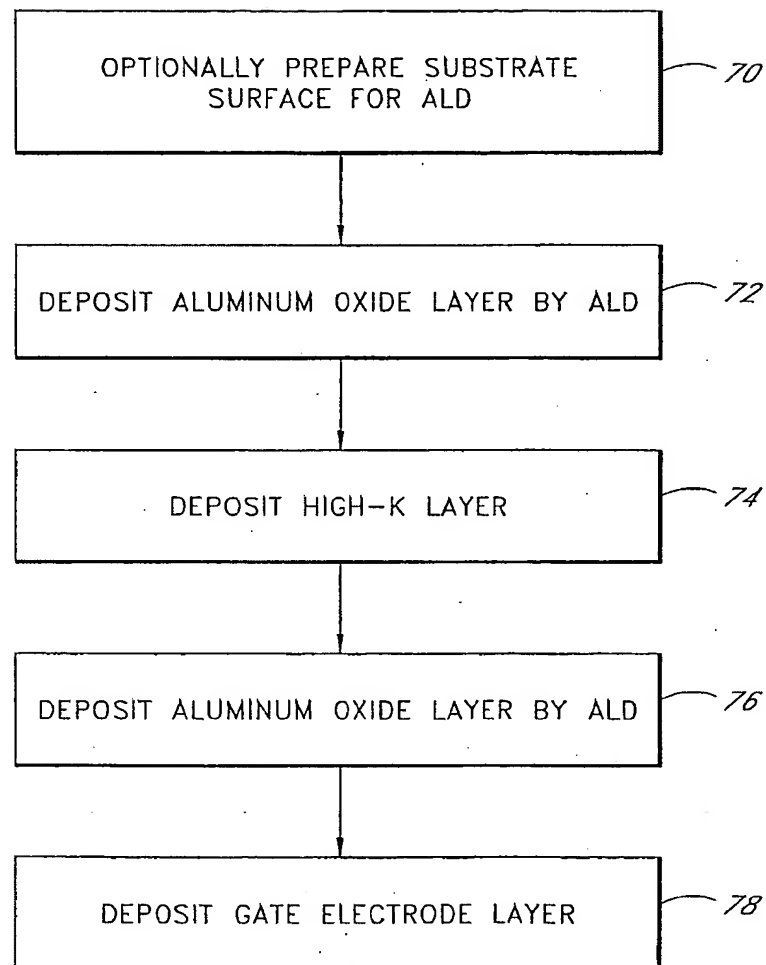 OPTIONALLY PREPARE SUBSTRATE
SURFACE FOR ALD
70
DEPOSIT ALUMINUM OXIDE LAYER BY ALD
72
DEPOSIT HIGH-K LAYER
74
DEPOSIT ALUMINUM OXIDE LAYER BY ALD
76
DEPOSIT GATE ELECTRODE LAYER
78